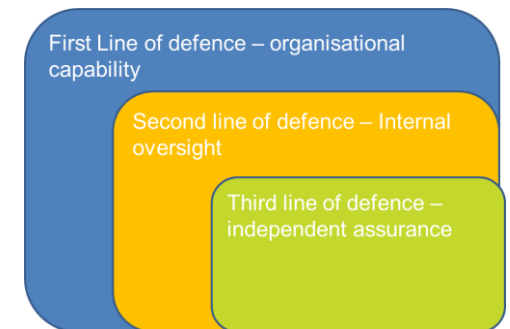 First Line of defence – organisational
capability
Second line of defence – Internal
oversight
Third line of defence –
independent assurance